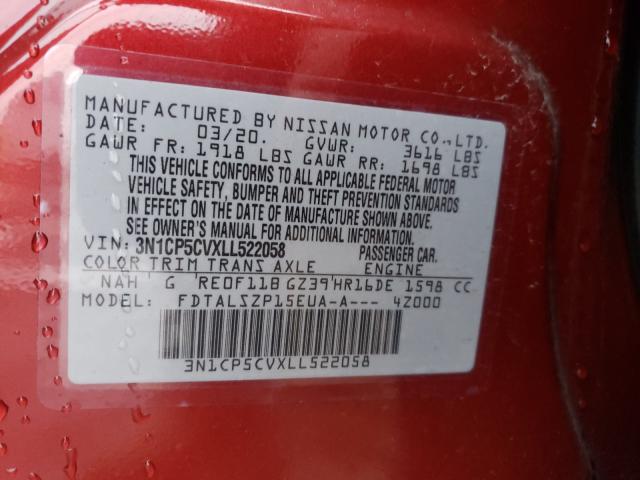 MANUFACTURED BY NISSAN MOTOR CO., LTD.
DATE: 03/20. GVWR: 3616 LBS
GAWR FR: 1918 LBS GAWR RR: 1698 LBS
THIS VEHICLE CONFORMS TO ALL APPLICABLE FEDERAL MOTOR
VEHICLE SAFETY, BUMPER AND THEFT PREVENTION STANDARDS
IN EFFECT ON THE DATE OF MANUFACTURE SHOWN ABOVE.
SEE OWNER'S MANUAL FOR ADDITIONAL INFORMATION.
VIN: 3N1CP5CVXLL522058 PASSENGER CAR.
COLOR TRIM TRANS AXLE ENGINE
NAH G RE0F11B GZ39 HR16DE 1598 CC
MODEL: FDTALSZP15EUA-A--- 4Z000
3N1CP5CVXLL522058